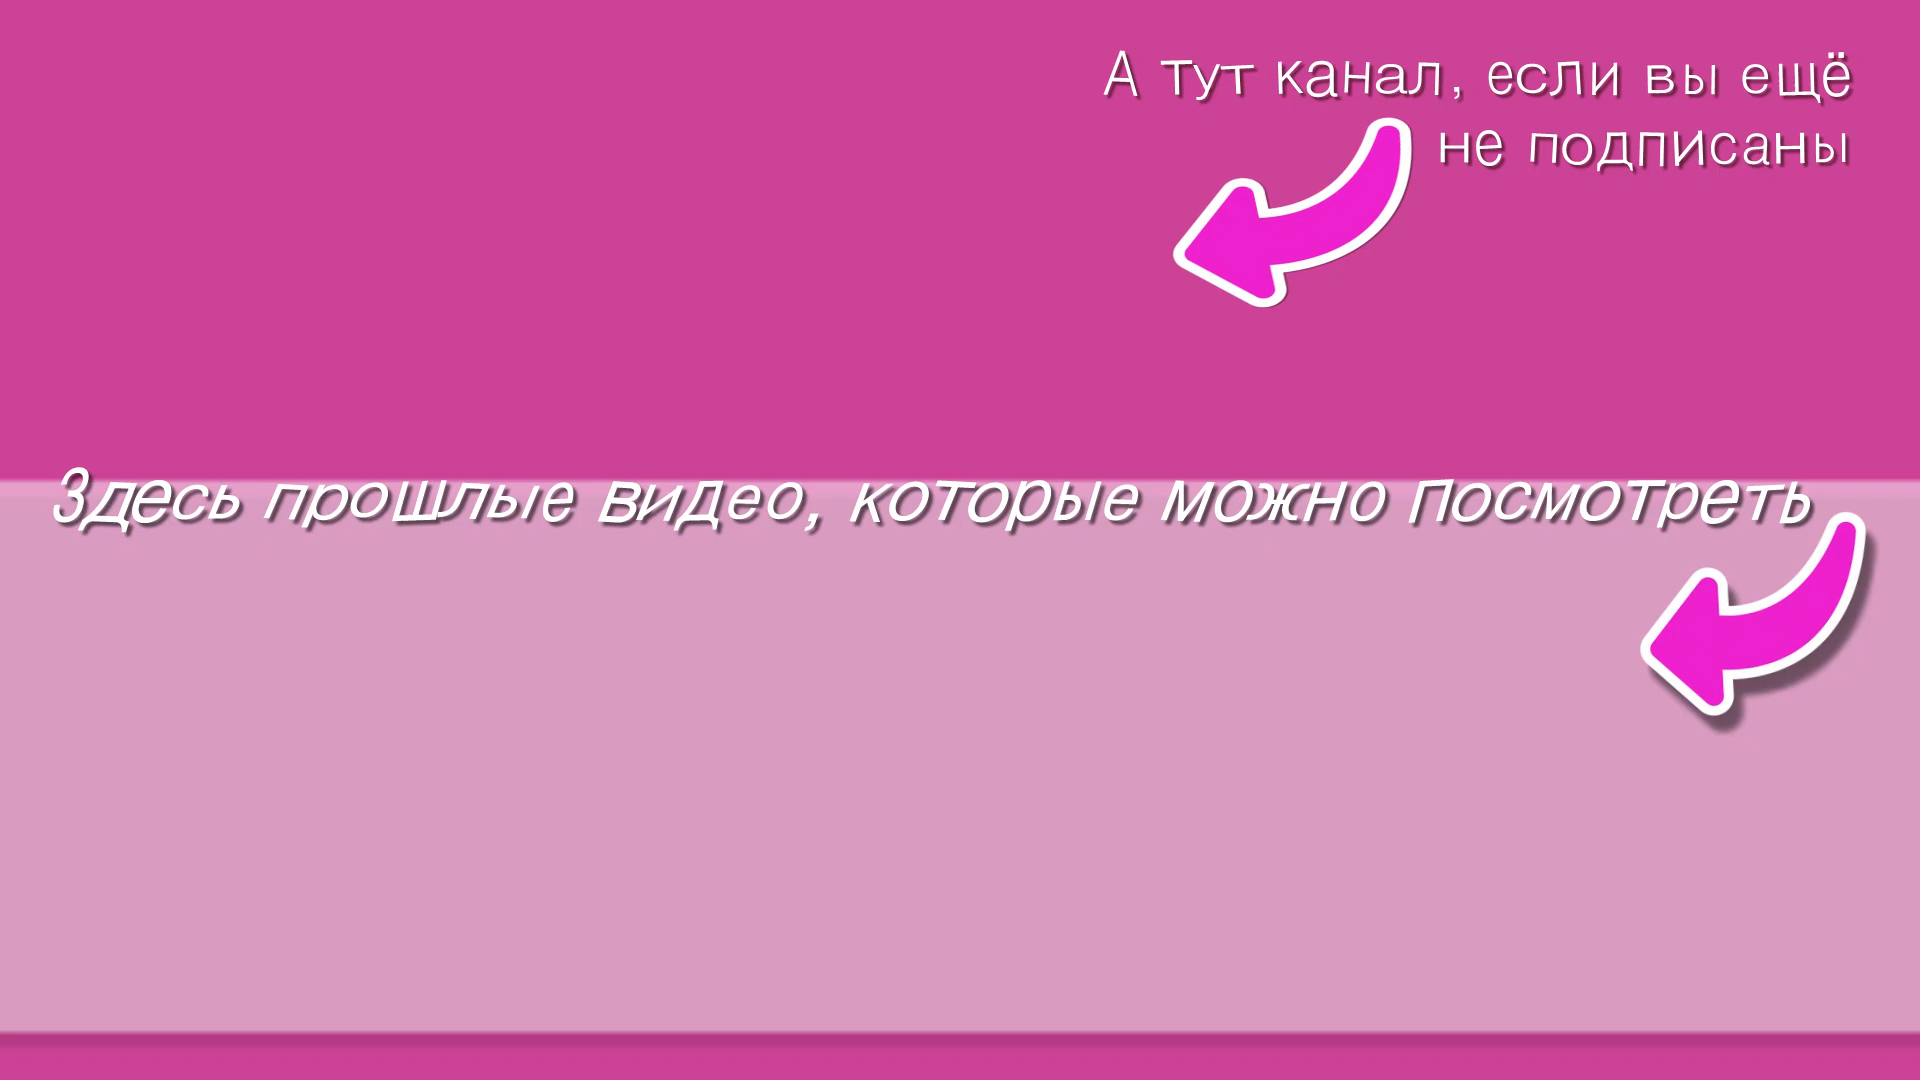 А тут канал, если вы ещё
не подписаны
Здесь прошлые видео, которые можно посмотреть